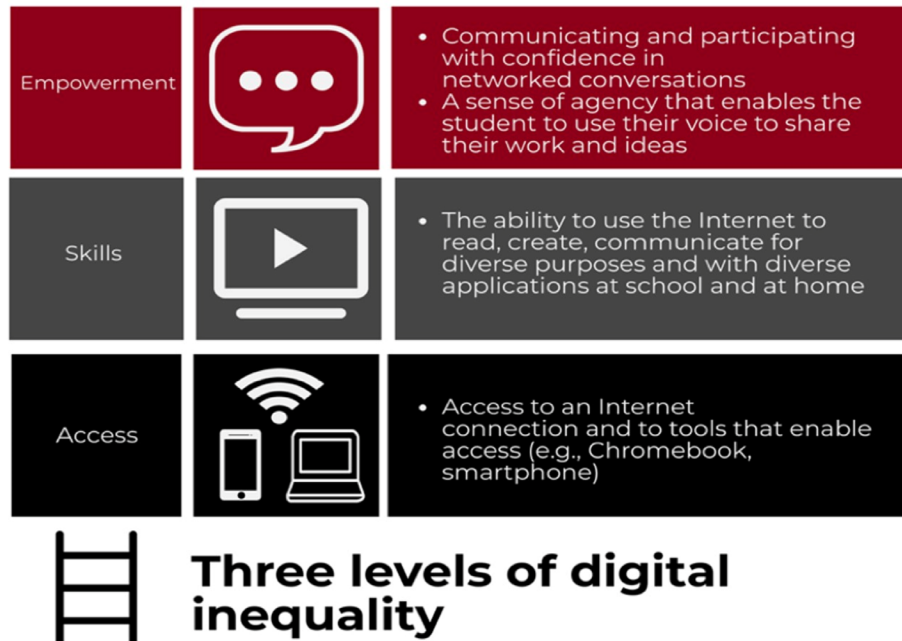 Empowerment
• Communicating and participating
with confidence in
networked conversations
• A sense of agency that enables the
student to use their voice to share
their work and ideas
Skills
• The ability to use the Internet to
read, create, communicate for
diverse purposes and with diverse
applications at school and at home
Access
• Access to an Internet
connection and to tools that enable
access (e.g., Chromebook,
smartphone)
Three levels of digital
inequality